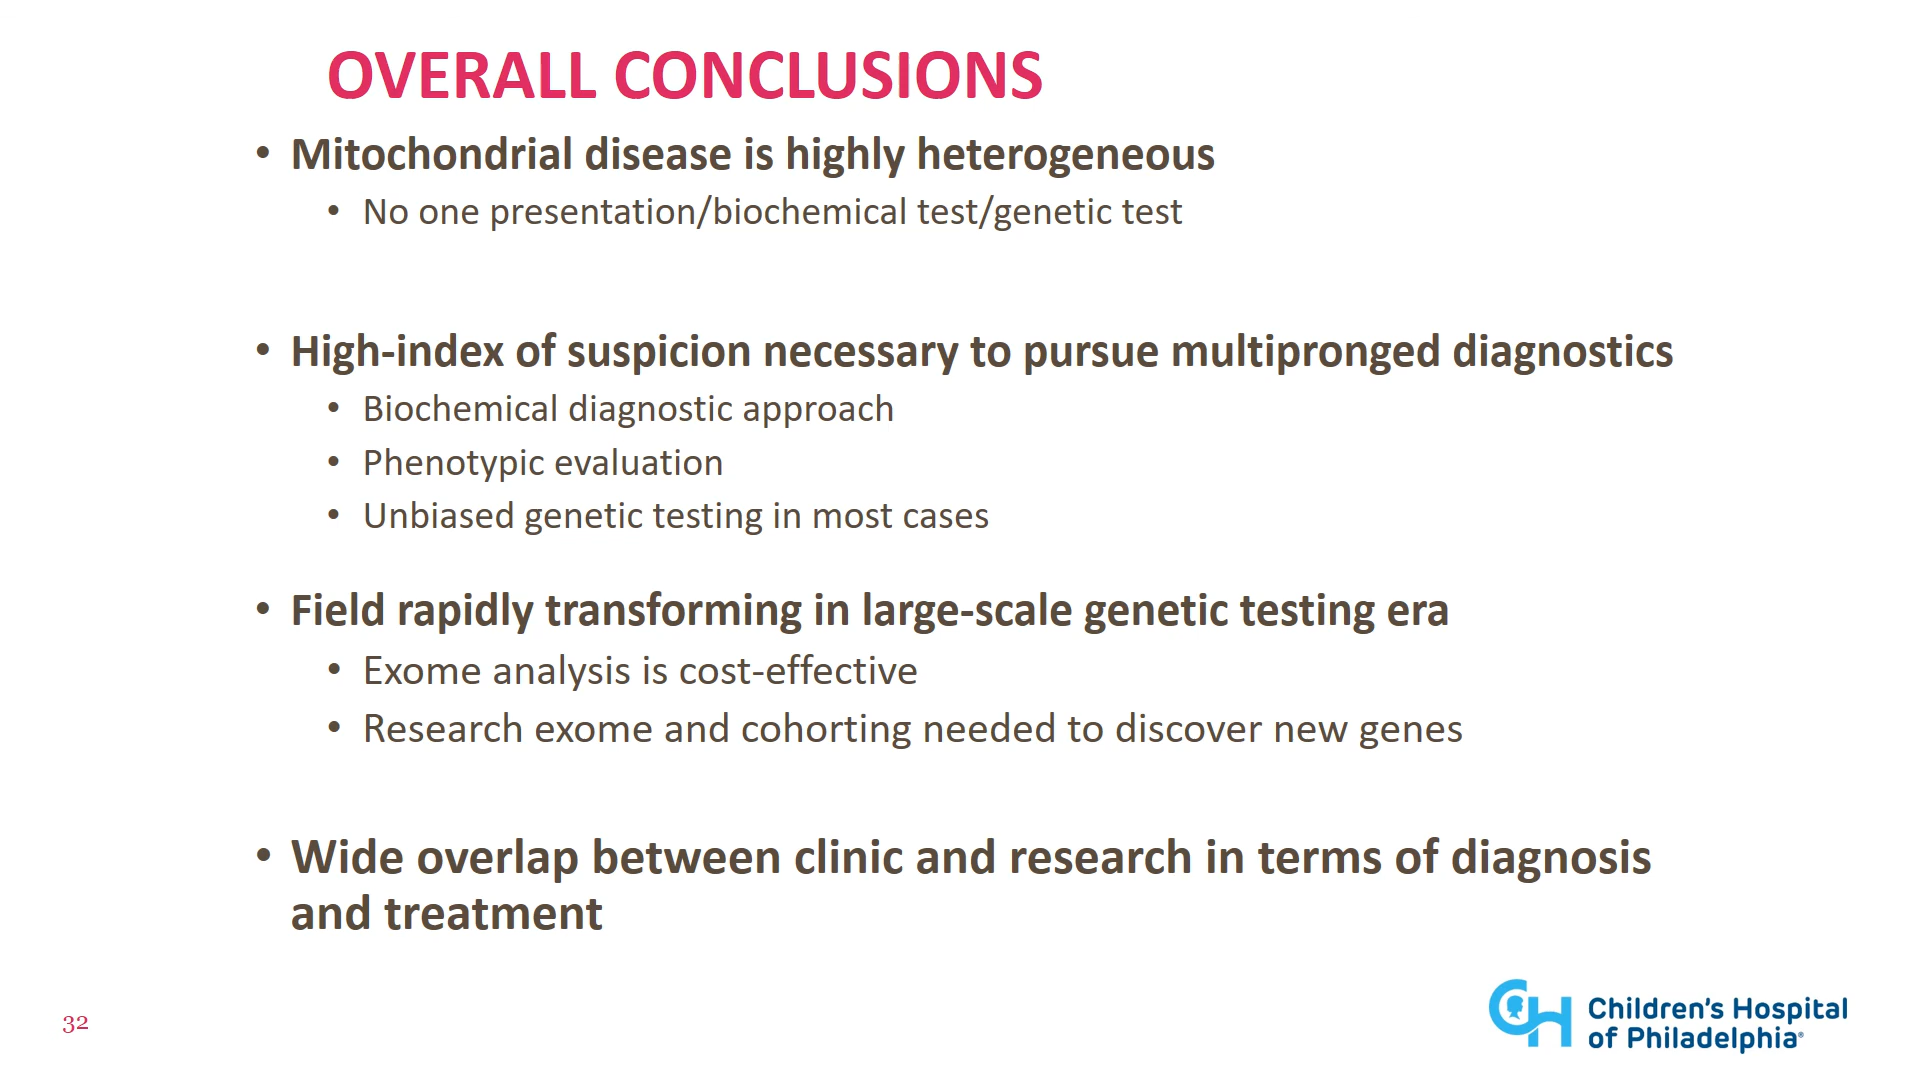 OVERALL CONCLUSIONS
• Mitochondrial disease is highly heterogeneous
• No one presentation/biochemical test/genetic test
• High-index of suspicion necessary to pursue multipronged diagnostics
• Biochemical diagnostic approach
• Phenotypic evaluation
• Unbiased genetic testing in most cases
• Field rapidly transforming in large-scale genetic testing era
• Exome analysis is cost-effective
• Research exome and cohorting needed to discover new genes
• Wide overlap between clinic and research in terms of diagnosis
and treatment
32
CH Children's Hospital
of Philadelphia®